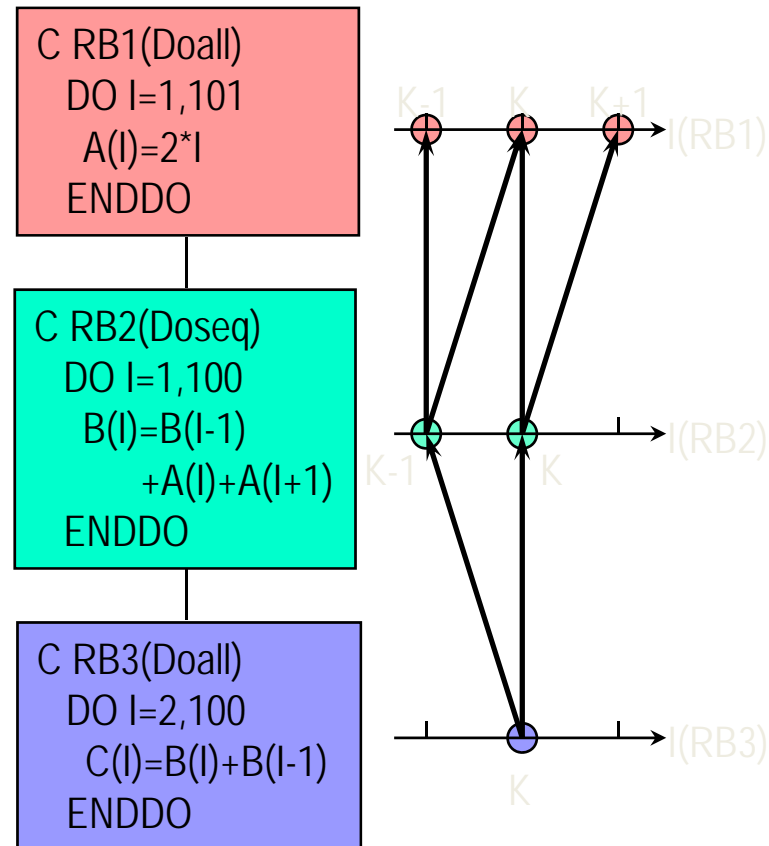 C RB1(Doall)
DO I=1,101
A(I)=2*I
ENDDO
C RB2(Doseq)
DO I=1,100
B(I)=B(I-1)
+A(I)+A(I+1)
ENDDO
C RB3(Doall)
DO I=2,100
C(I)=B(I)+B(I-1)
ENDDO
K-1 K K+1
I(RB1)
I(RB2)
K-1 K
I(RB3)
K